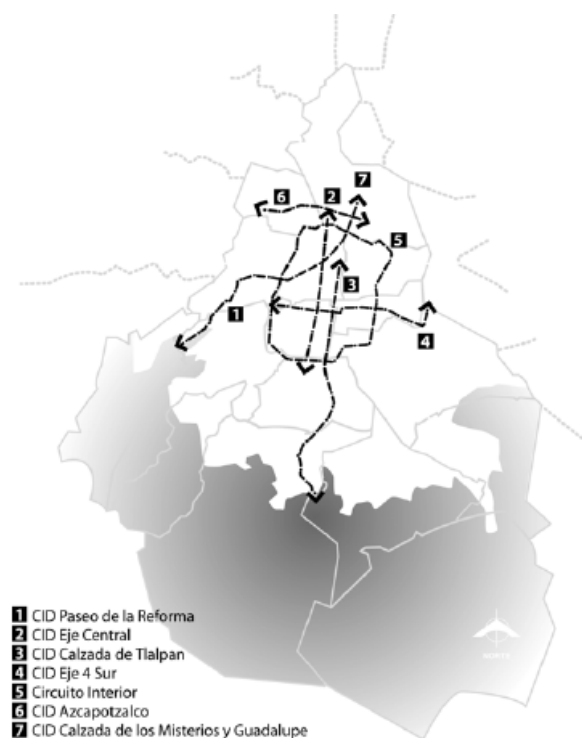 7
6
2
5
3
1
4
1 CID Paseo de la Reforma
2 CID Eje Central
3 CID Calzada de Tlalpan
4 CID Eje 4 Sur
5 Circuito Interior
6 CID Azcapotzalco
NORTE
7 CID Calzada de los Misterios y Guadalupe